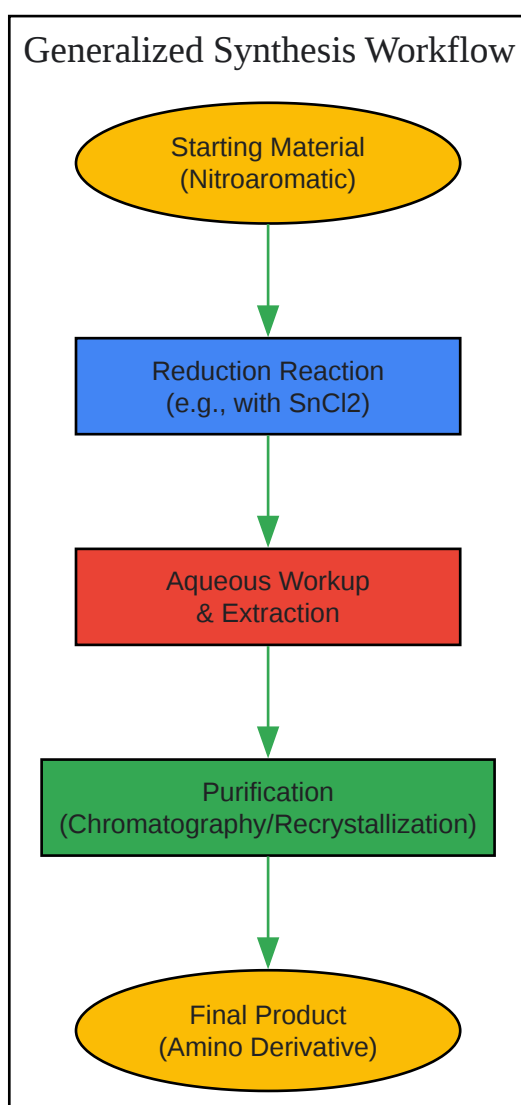 Generalized Synthesis Workflow
Starting Material
(Nitroaromatic)
Reduction Reaction
(e.g., with SnCl2)
Aqueous Workup
& Extraction
Purification
(Chromatography/Recrystallization)
Final Product
(Amino Derivative)